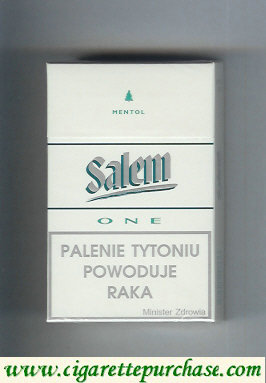 MENTOL
Salem
ONE
PALENIE TYTONIU
POWODUJE
RAKA
Minister Zdrowia
www.cigarettepurchase.com